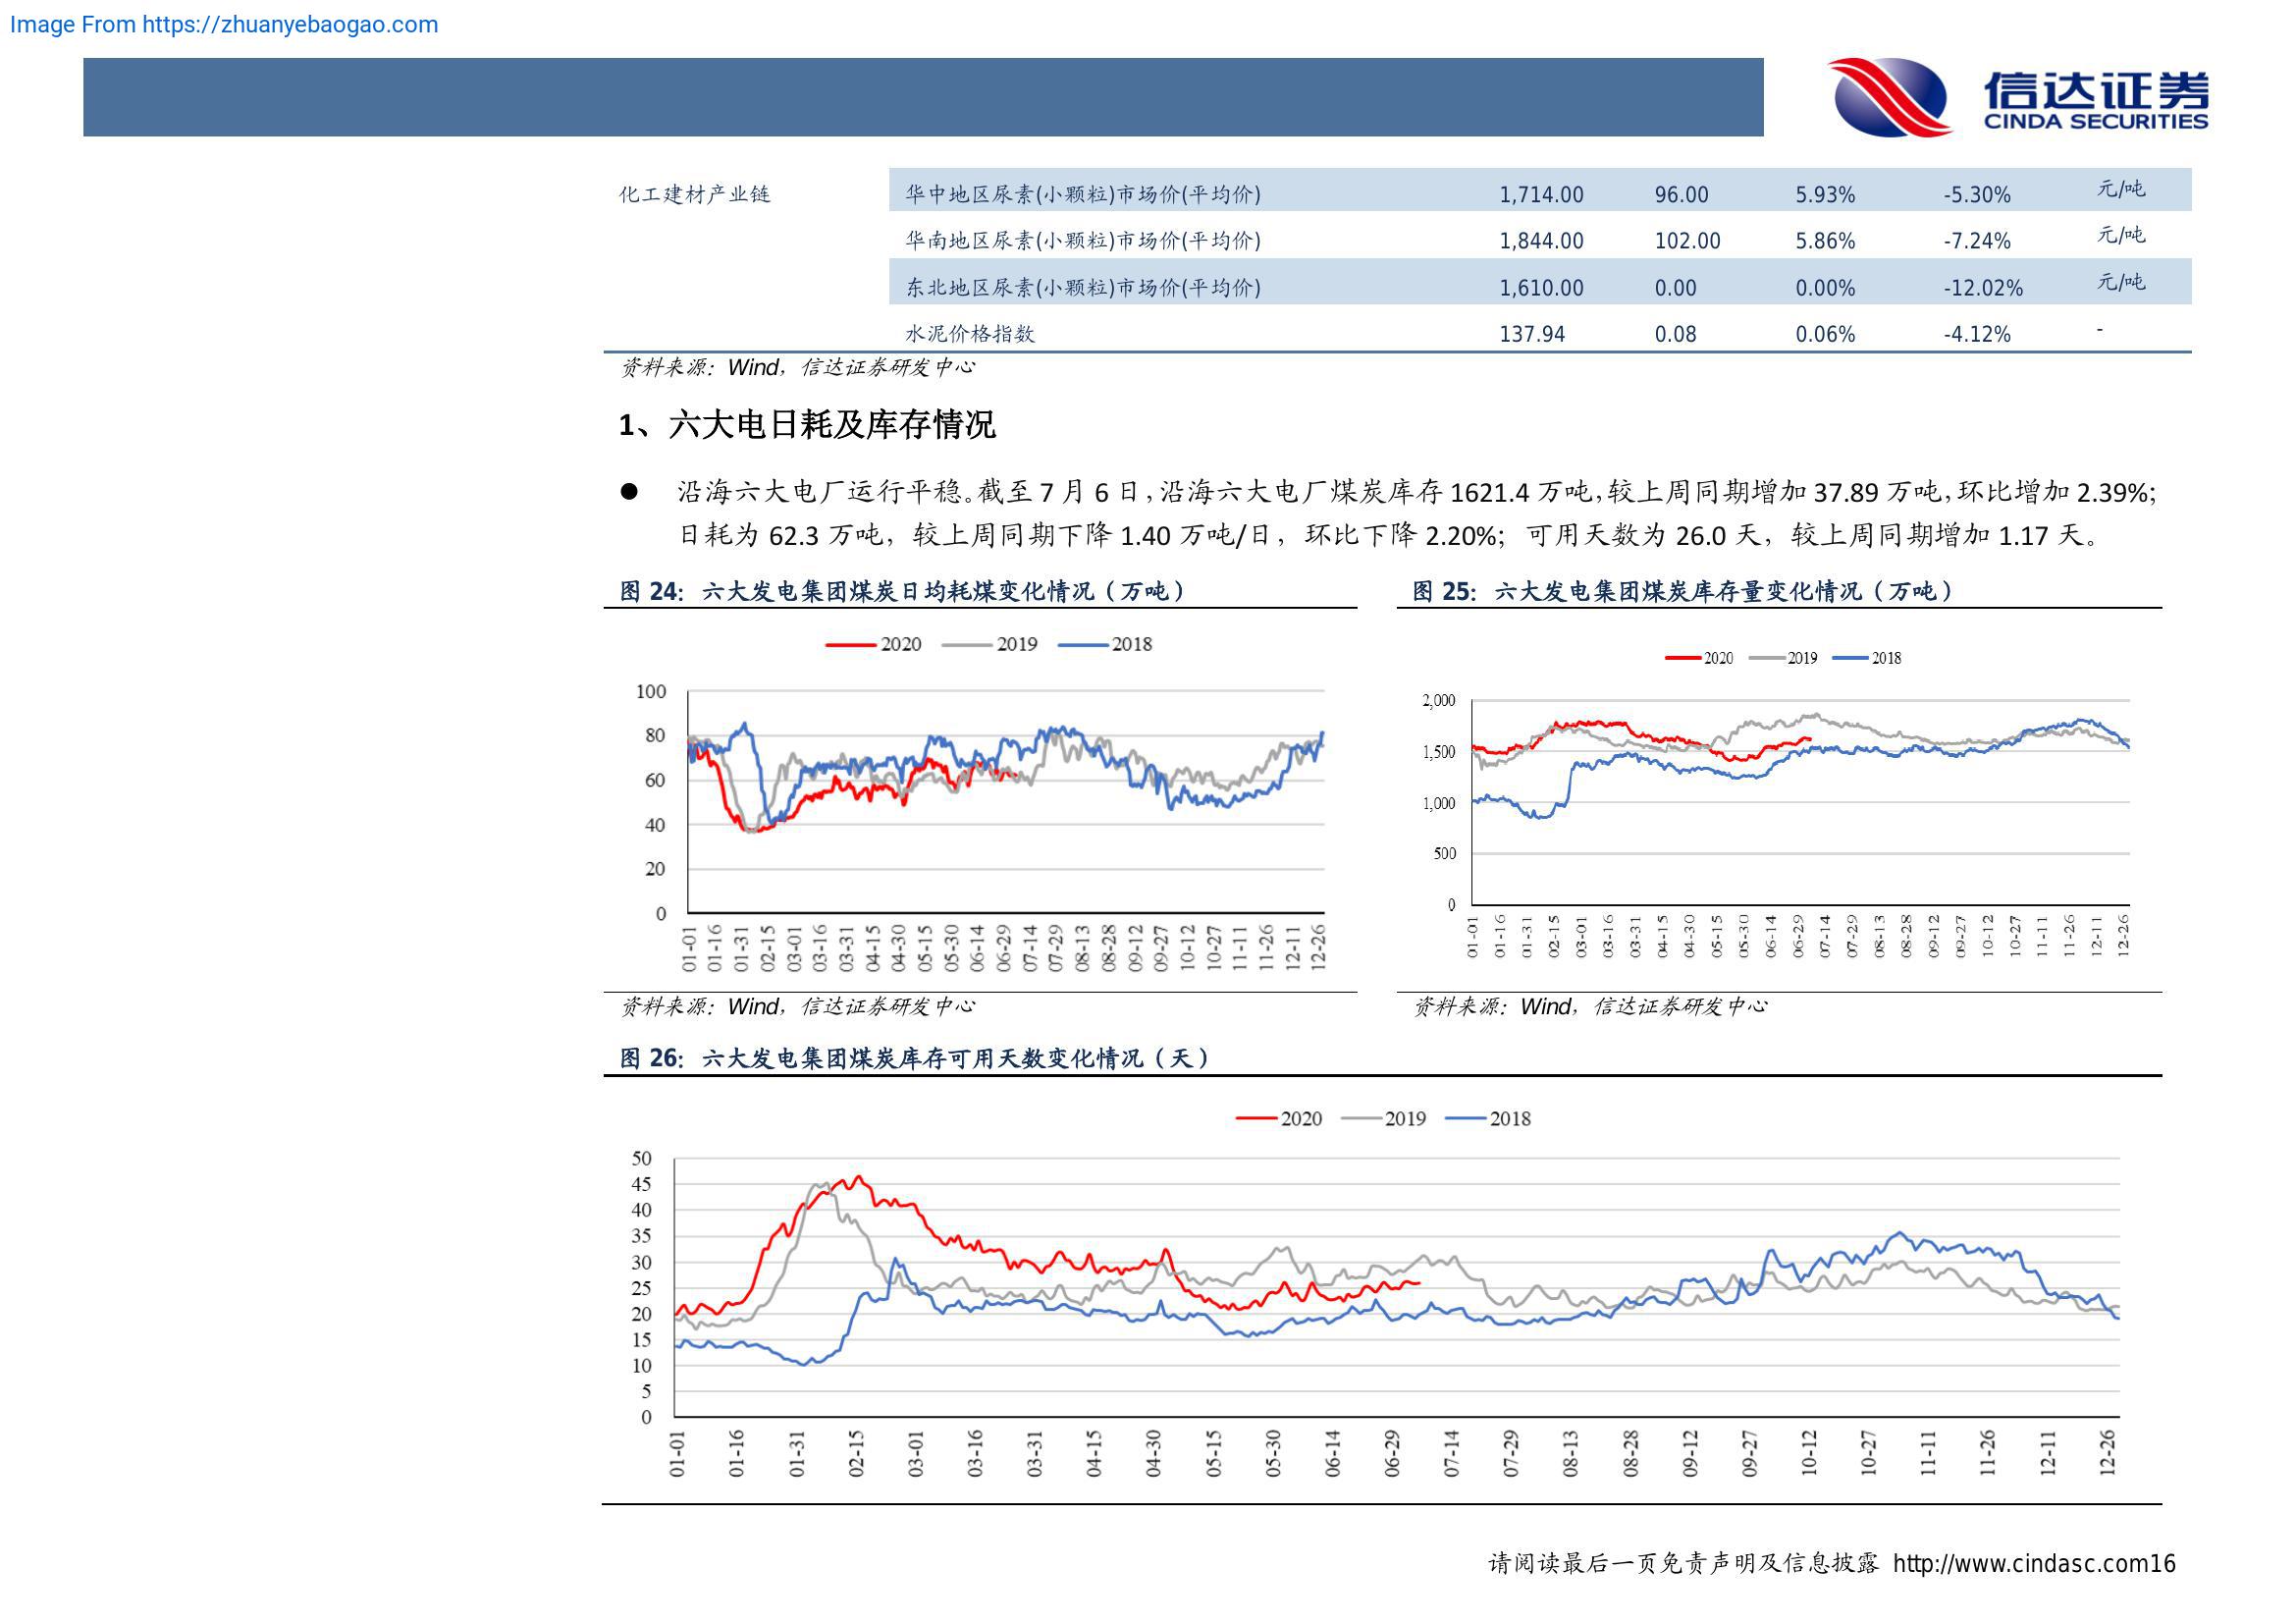 Image From https://zhuanyebaogao.com
信达证券
CINDA SECURITIES
化工建材产业链 华中地区尿素(小颗粒)市场价(平均价) 1,714.00 96.00 5.93% -5.30% 元/吨
华南地区尿素(小颗粒)市场价(平均价) 1,844.00 102.00 5.86% -7.24% 元/吨
东北地区尿素(小颗粒)市场价(平均价) 1,610.00 0.00 0.00% -12.02% 元/吨
水泥价格指数 137.94 0.08 0.06% -4.12% -
资料来源：Wind，信达证券研发中心
1、六大电日耗及库存情况
● 沿海六大电厂运行平稳。截至 7 月 6 日，沿海六大电厂煤炭库存 1621.4 万吨，较上周同期增加 37.89 万吨，环比增加 2.39%；
日耗为 62.3 万吨，较上周同期下降 1.40 万吨/日，环比下降 2.20%；可用天数为 26.0 天，较上周同期增加 1.17 天。
图 24：六大发电集团煤炭日均耗煤变化情况（万吨）
2020 2019 2018
100
80
60
40
20
0
01-01 01-16 01-31 02-15 03-01 03-16 03-31 04-15 04-30 05-15 05-30 06-14 06-29 07-14 07-29 08-13 08-28 09-12 09-27 10-12 10-27 11-11 11-26 12-11 12-26
资料来源：Wind，信达证券研发中心
图 25：六大发电集团煤炭库存量变化情况（万吨）
2020 2019 2018
2,000
1,500
1,000
500
0
01-01 01-16 01-31 02-15 03-01 03-16 03-31 04-15 04-30 05-15 05-30 06-14 06-29 07-14 07-29 08-13 08-28 09-12 09-27 10-12 10-27 11-11 11-26 12-11 12-26
资料来源：Wind，信达证券研发中心
图 26：六大发电集团煤炭库存可用天数变化情况（天）
2020 2019 2018
50
45
40
35
30
25
20
15
10
5
0
01-01 01-16 01-31 02-15 03-01 03-16 03-31 04-15 04-30 05-15 05-30 06-14 06-29 07-14 07-29 08-13 08-28 09-12 09-27 10-12 10-27 11-11 11-26 12-11 12-26
请阅读最后一页免责声明及信息披露 http://www.cindasc.com16